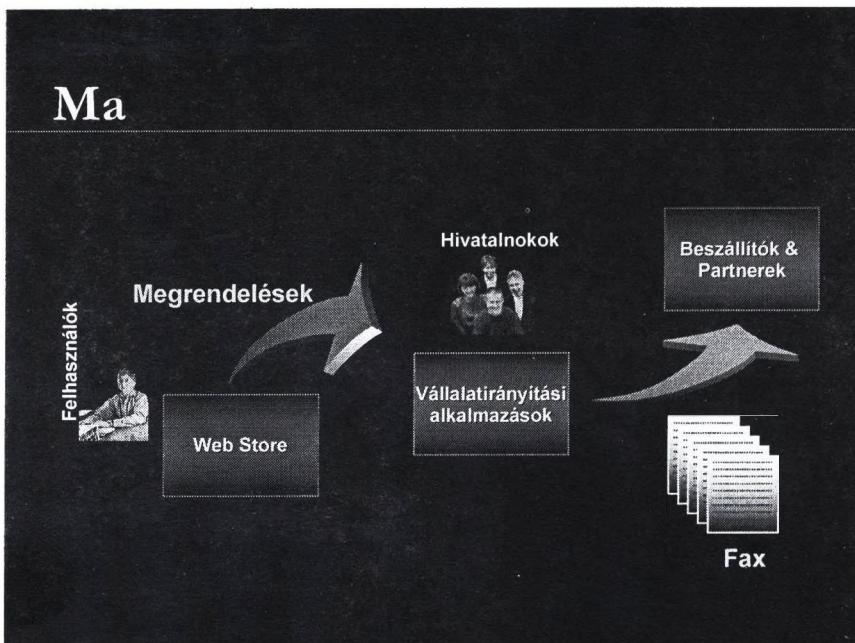 Ma
Felhasználók
Megrendelések
Web Store
Hivatalnokok
Vállalatirányítási
alkalmazások
Beszállítók &
Partnerek
Fax